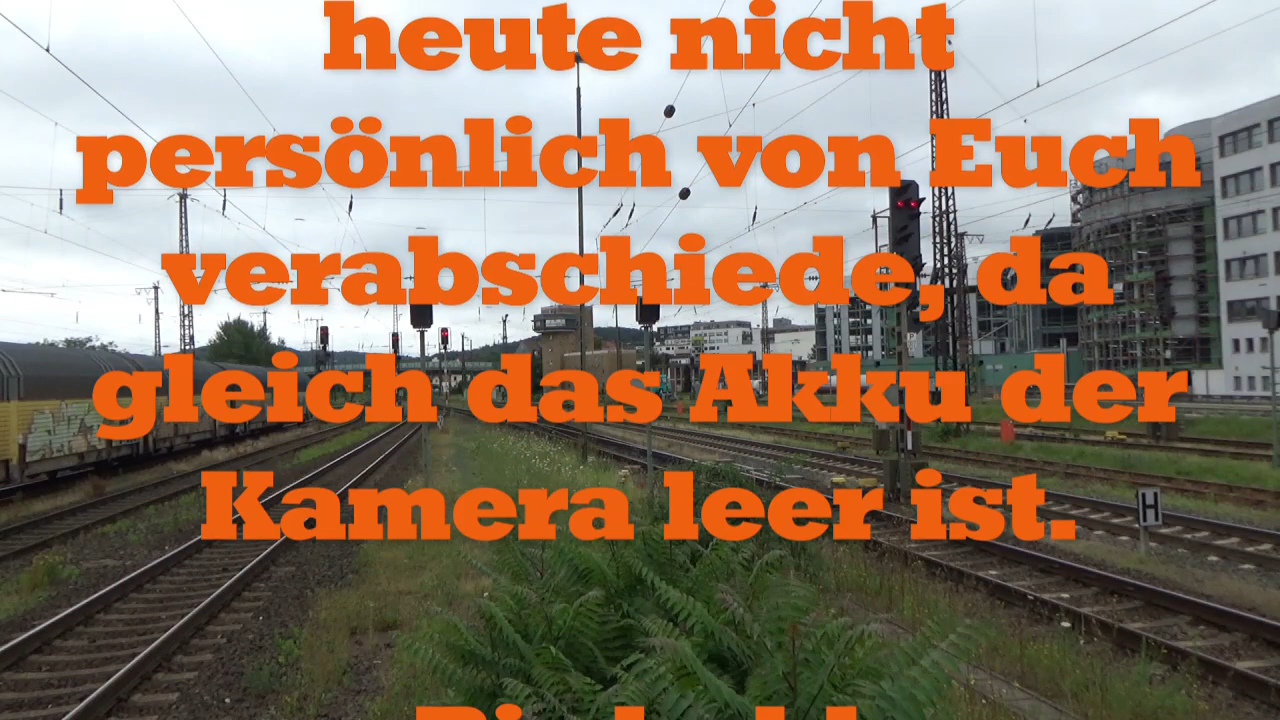 heute nicht
persönlich von Euch
verabschiede, da
gleich das Akku der
Kamera leer ist.
H